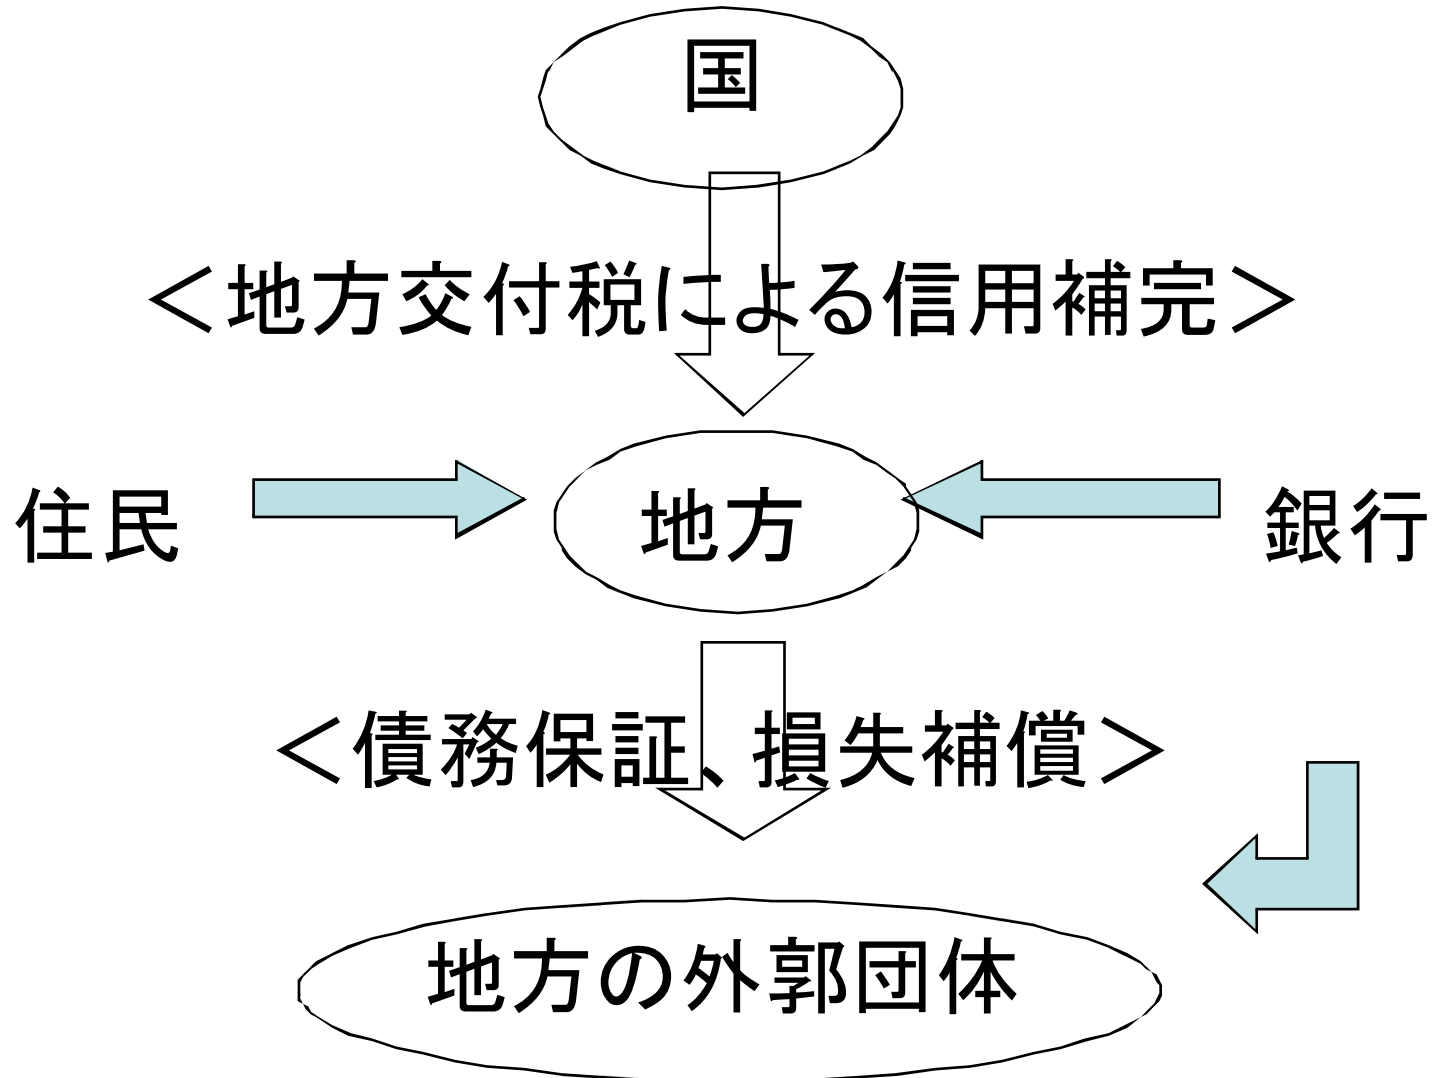 国
＜地方交付税による信用補完＞
住民
地方
銀行
＜債務保証、損失補償＞
地方の外郭団体